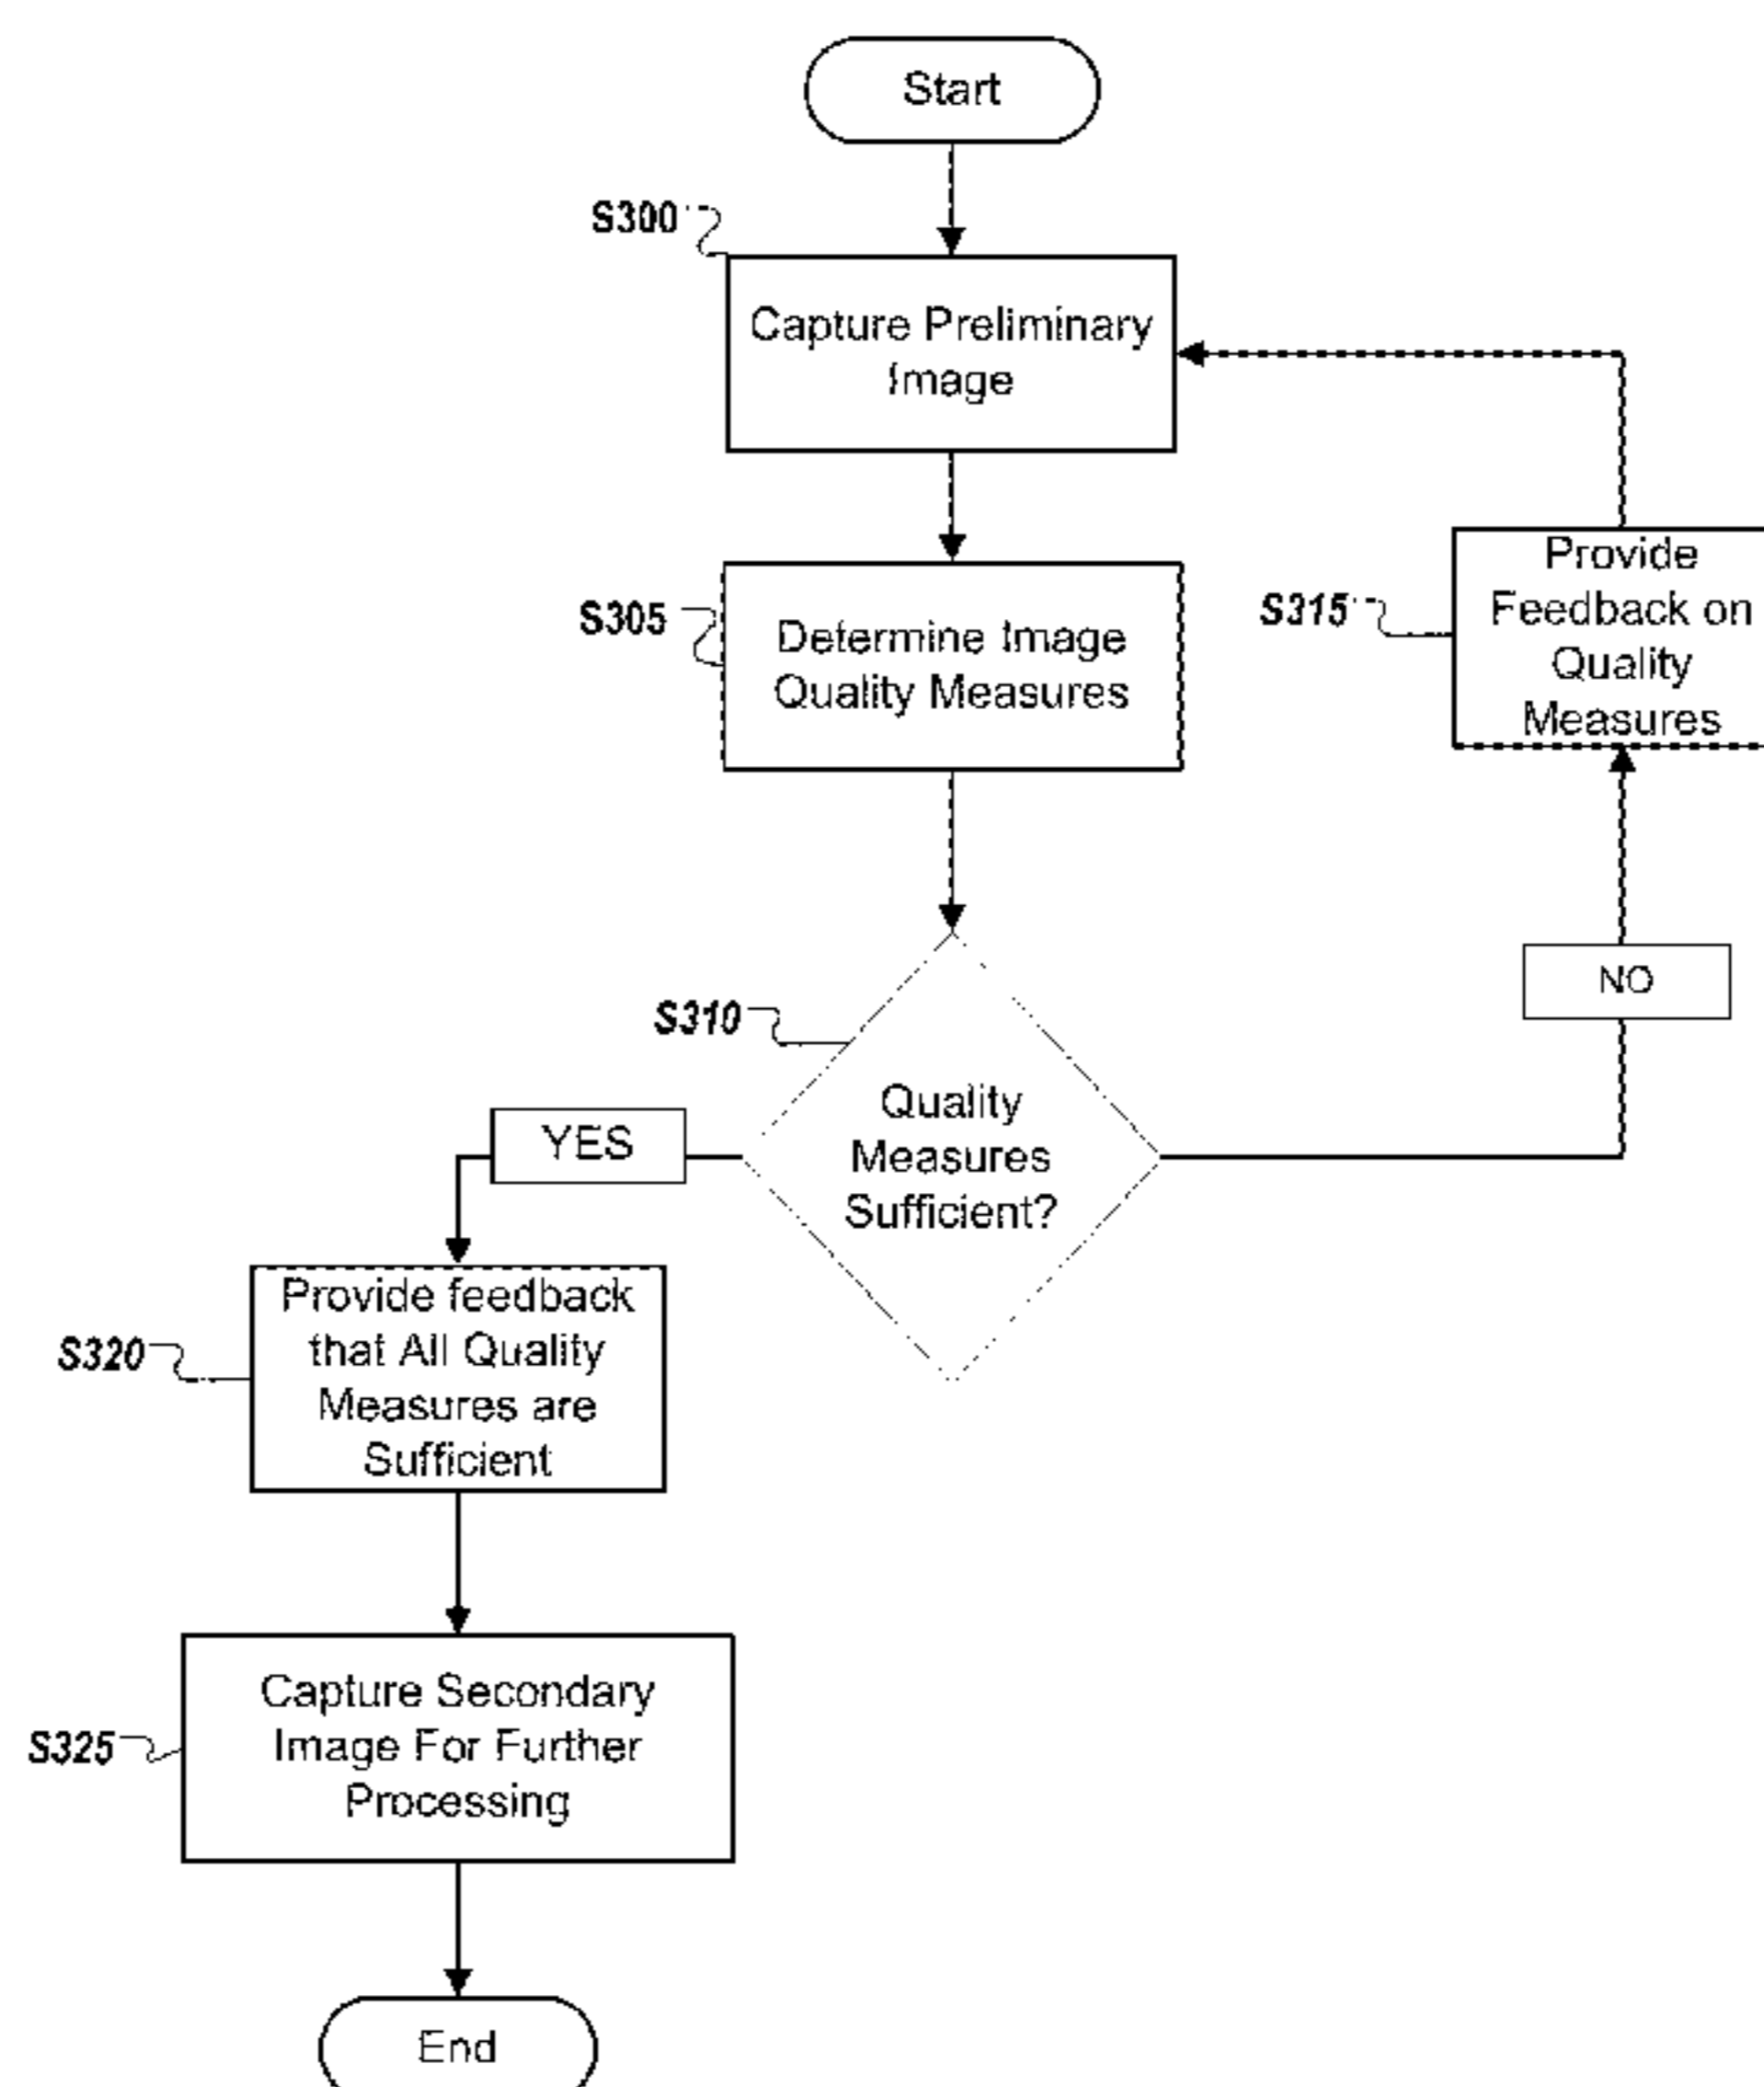 Start
S300
Capture Preliminary
Image
S305
Determine Image
Quality Measures
S315
Provide
Feedback on
Quality
Measures
NO
S310
Quality
Measures
Sufficient?
YES
S320
Provide feedback
that All Quality
Measures are
Sufficient
S325
Capture Secondary
Image For Further
Processing
End